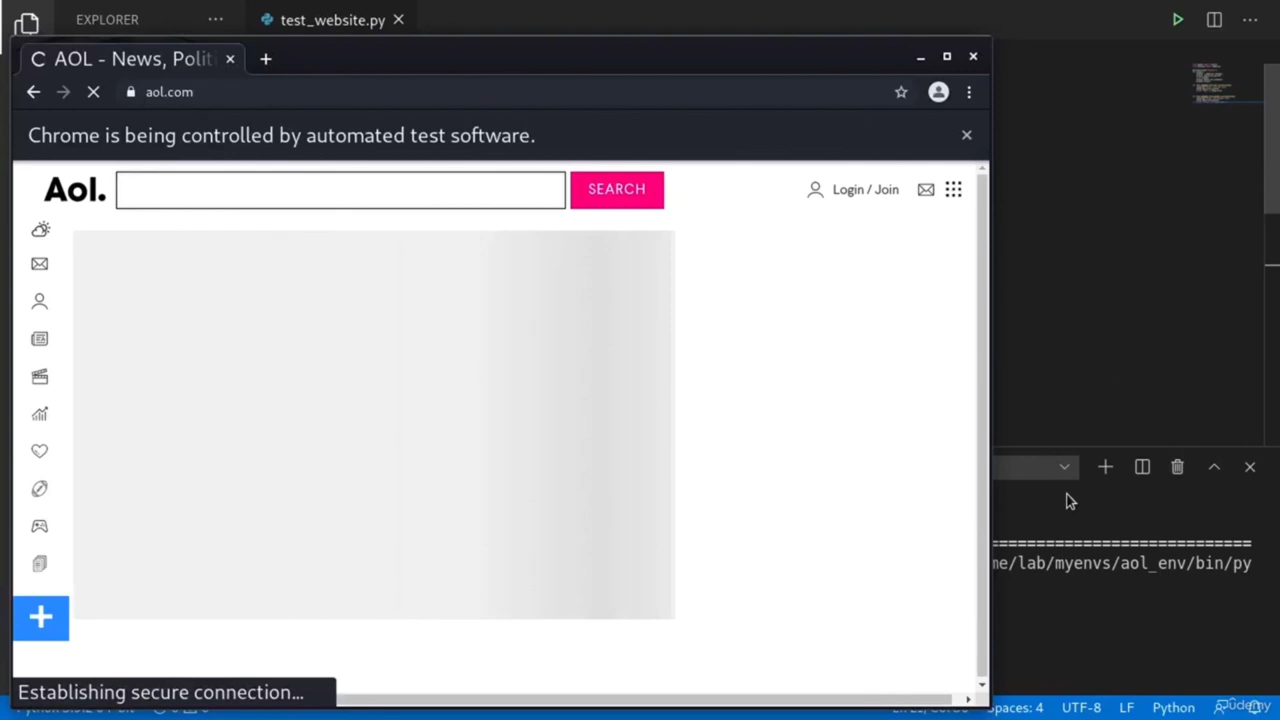 EXPLORER
test_website.py
AOL - News, Polit
aol.com
Chrome is being controlled by automated test software.
Aol.
SEARCH
Login / Join
==========================
me/lab/myenvs/aol_env/bin/py
Establishing secure connection...
Spaces: 4
UTF-8
LF
Python
Udemy